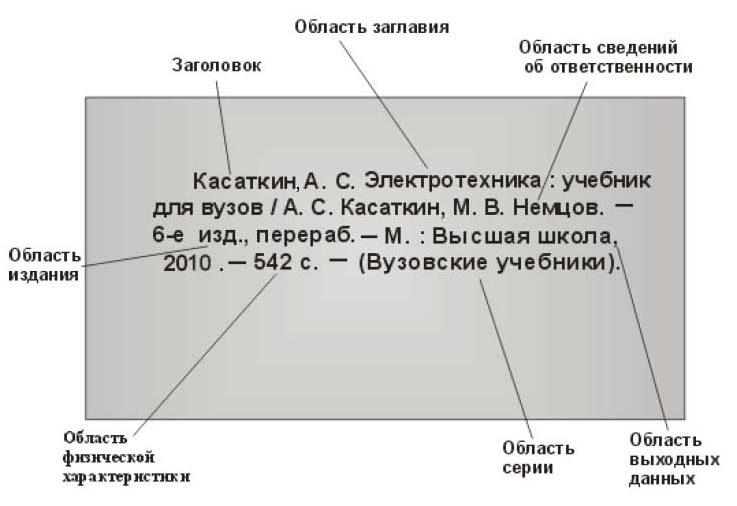 Область заглавия
Заголовок
Область сведений
об ответственности
Касаткин, А. С. Электротехника : учебник
для вузов / А. С. Касаткин, М. В. Немцов. —
6-е изд., перераб. — М. : Высшая школа,
2010 .— 542 с. — (Вузовские учебники).
Область
издания
Область
физической
характеристики
Область
серии
Область
выходных
данных